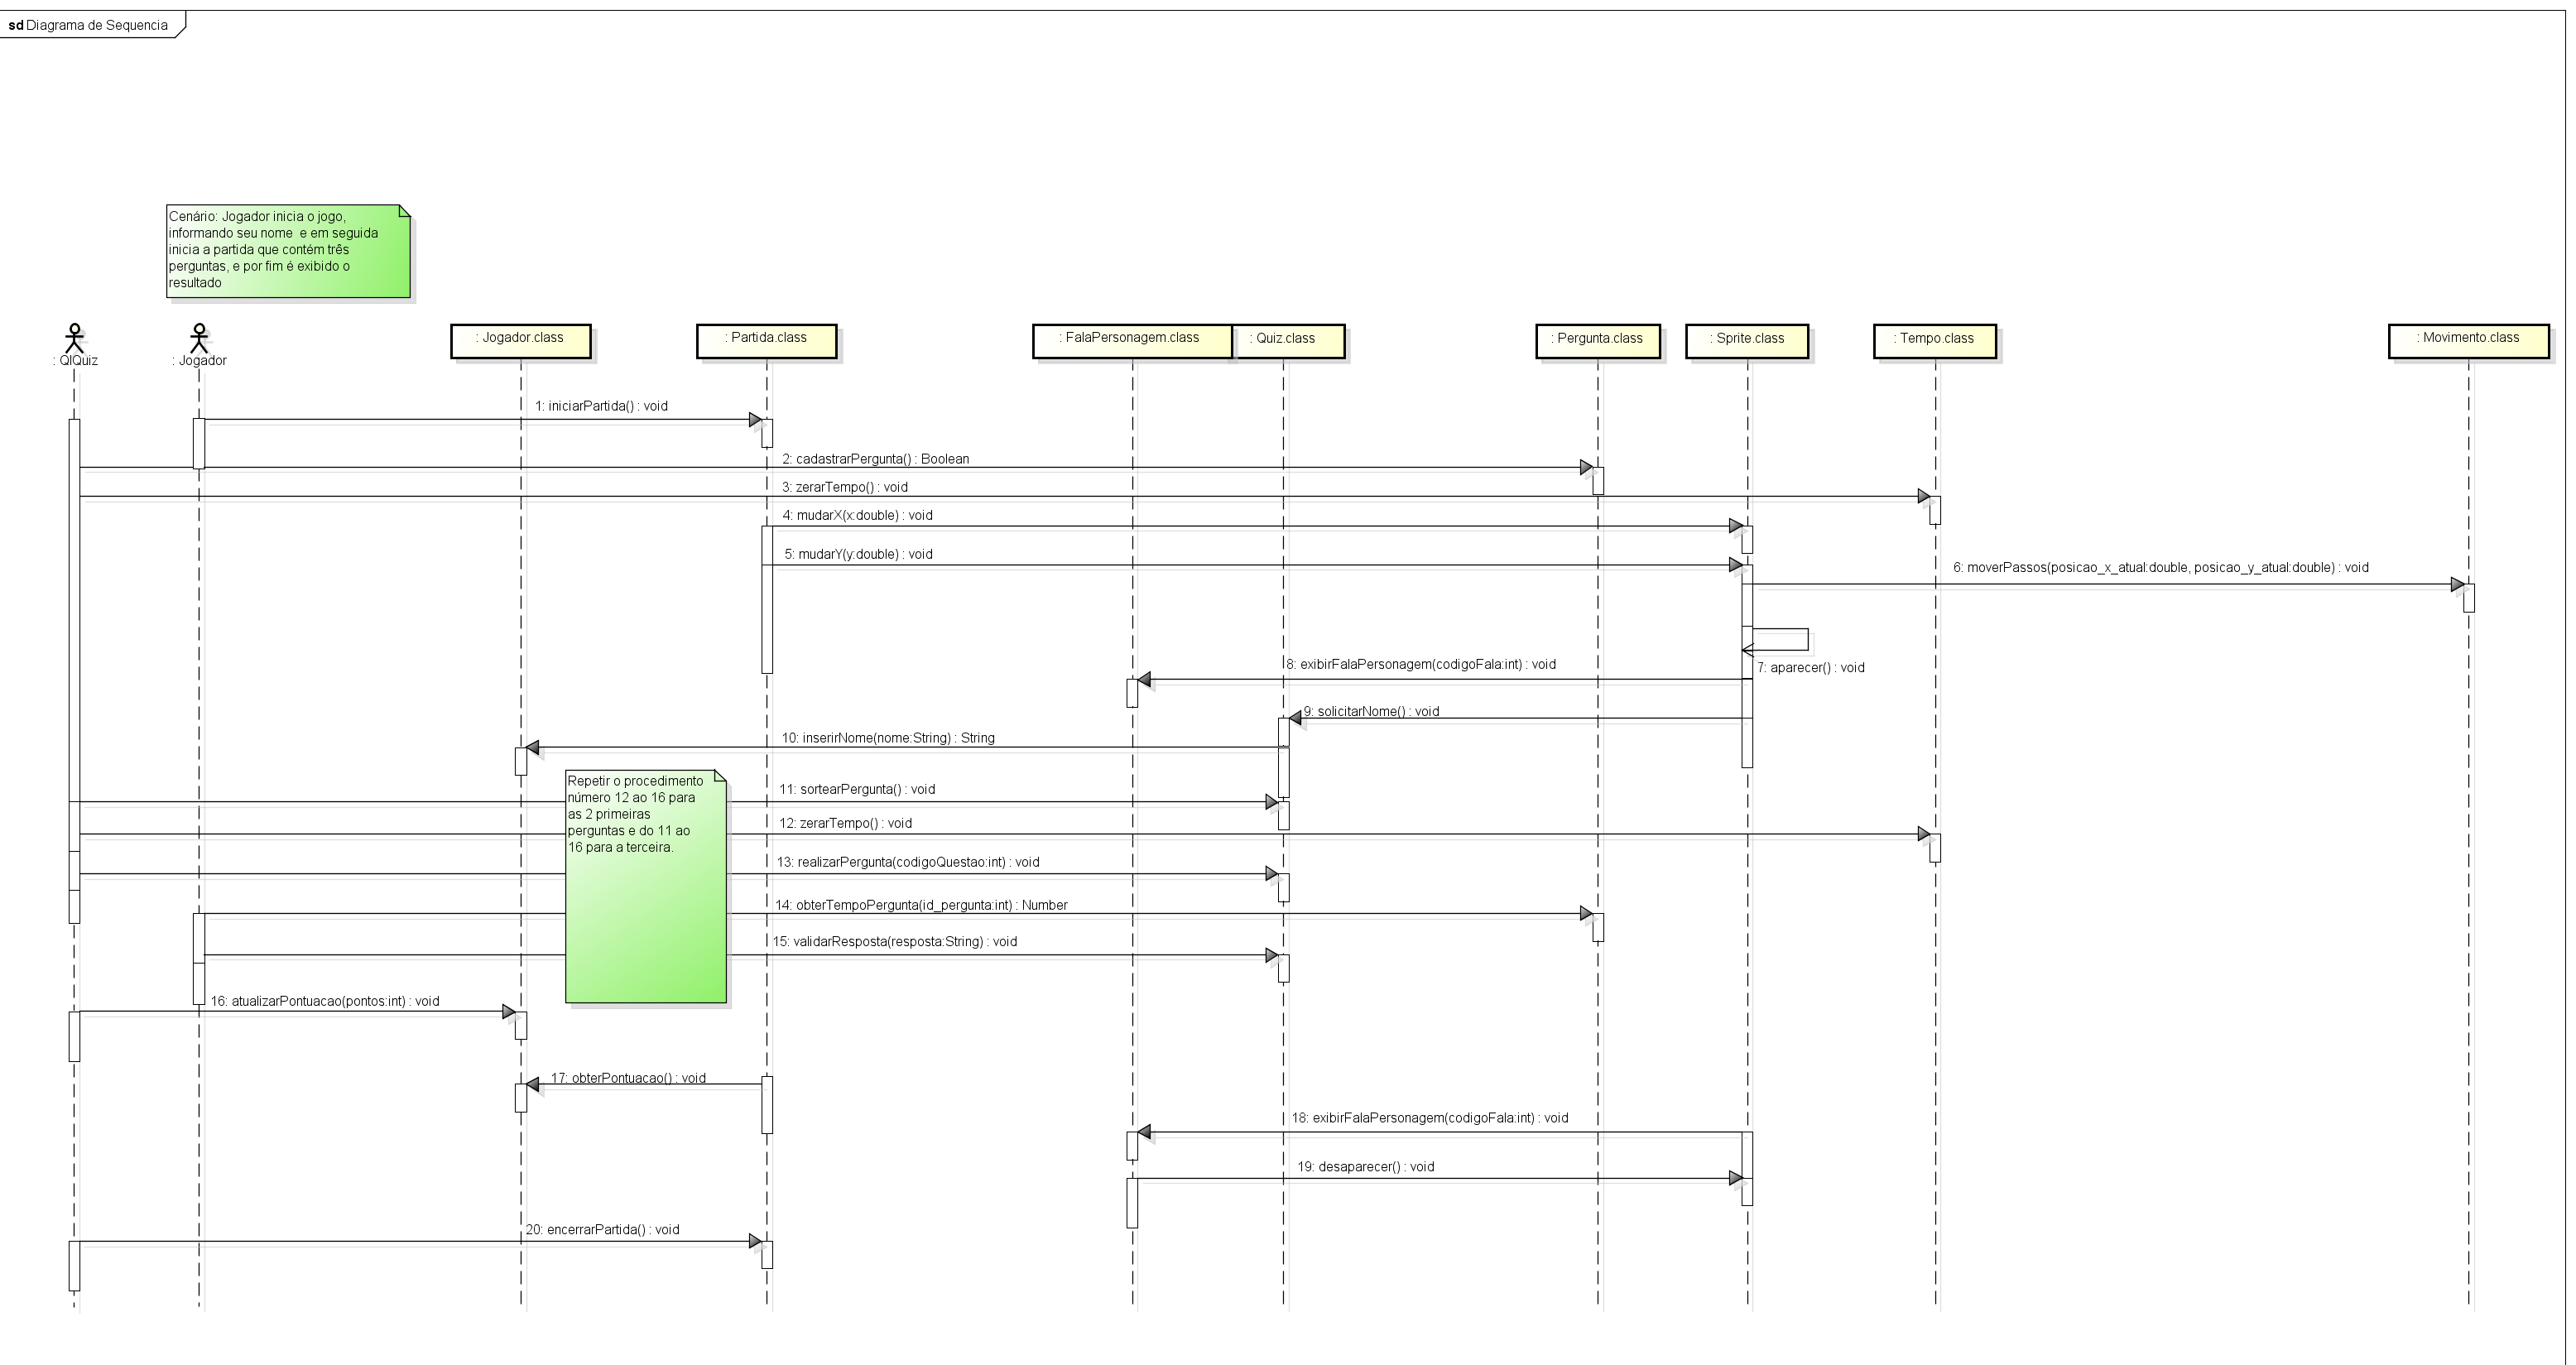 sd Diagrama de Sequencia
Cenário: Jogador inicia o jogo,
informando seu nome e em seguida
inicia a partida que contém três
perguntas, e por fim é exibido o
resultado
: QIQuiz
: Jogador
: Jogador.class
: Partida.class
: FalaPersonagem.class
: Quiz.class
: Pergunta.class
: Sprite.class
: Tempo.class
: Movimento.class
1: iniciarPartida() : void
2: cadastrarPergunta() : Boolean
3: zerarTempo() : void
4: mudarX(x:double) : void
5: mudarY(y:double) : void
6: moverPassos(posicao_x_atual:double, posicao_y_atual:double) : void
7: aparecer() : void
8: exibirFalaPersonagem(codigoFala:int) : void
9: solicitarNome() : void
10: inserirNome(nome:String) : String
Repetir o procedimento
número 12 ao 16 para
as 2 primeiras
perguntas e do 11 ao
16 para a terceira.
11: sortearPergunta() : void
12: zerarTempo() : void
13: realizarPergunta(codigoQuestao:int) : void
14: obterTempoPergunta(id_pergunta:int) : Number
15: validarResposta(resposta:String) : void
16: atualizarPontuacao(pontos:int) : void
17: obterPontuacao() : void
18: exibirFalaPersonagem(codigoFala:int) : void
19: desaparecer() : void
20: encerrarPartida() : void